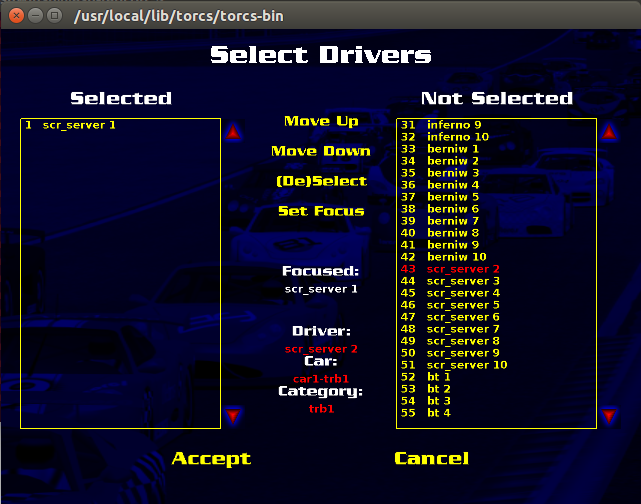 /usr/local/lib/torcs/torcs-bin
Select Drivers
Selected
1 scr_server 1
Move Up
Move Down
(De)Select
Set Focus
Focused:
scr_server 1
Driver:
scr_server 2
Car:
car1-trb1
Category:
trb1
Not Selected
31 inferno 9
32 inferno 10
33 berniw 1
34 berniw 2
35 berniw 3
36 berniw 4
37 berniw 5
38 berniw 6
39 berniw 7
40 berniw 8
41 berniw 9
42 berniw 10
43 scr_server 2
44 scr_server 3
45 scr_server 4
46 scr_server 5
47 scr_server 6
48 scr_server 7
49 scr_server 8
50 scr_server 9
51 scr_server 10
52 bt 1
53 bt 2
54 bt 3
55 bt 4
Accept
Cancel